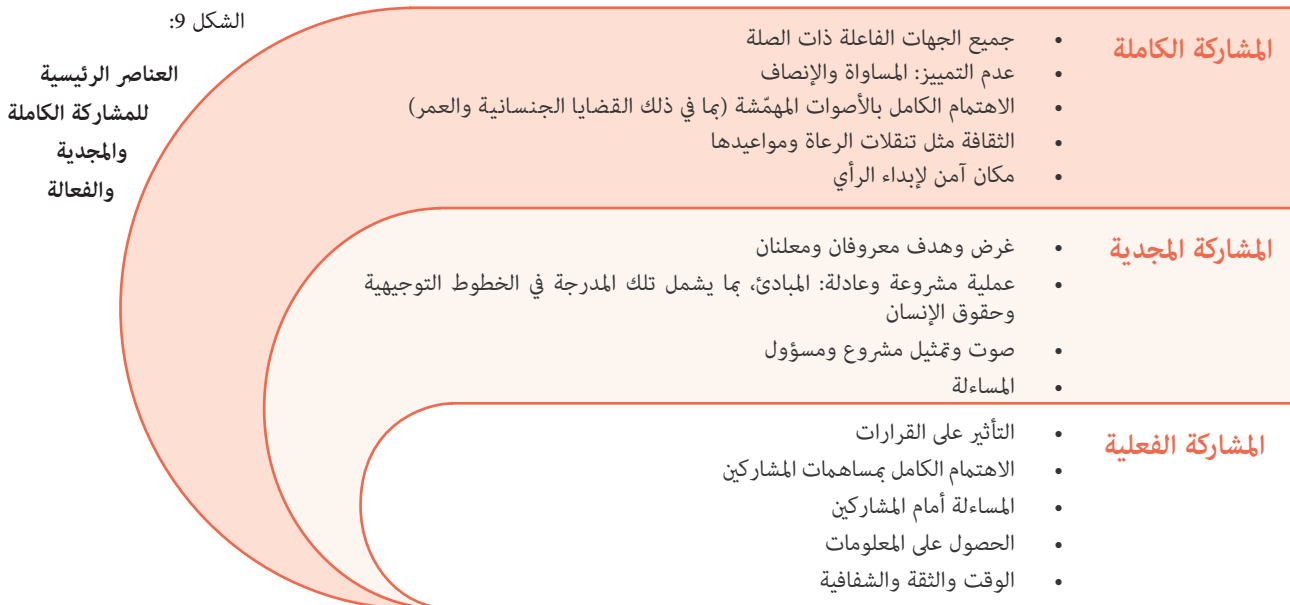 الشكل 9:
العناصر الرئيسية
للمشاركة الكاملة
والمجدية
والفعالة
المشاركة الكاملة
• جميع الجهات الفاعلة ذات الصلة
• عدم التمييز: المساواة والإنصاف
• الاهتمام الكامل بالأصوات المهمّشة (بما في ذلك القضايا الجنسانية والعمر)
• الثقافة مثل تنقلات الرعاة ومواعيدها
• مكان آمن لإبداء الرأي
المشاركة المجدية
• غرض وهدف معروفان ومعلنان
• عملية مشروعة وعادلة: المبادئ، بما يشمل تلك المدرجة في الخطوط التوجيهية
وحقوق الإنسان
• صوت وتمثيل مشروع ومسؤول
• المساءلة
المشاركة الفعلية
• التأثير على القرارات
• الاهتمام الكامل بمساهمات المشاركين
• المساءلة أمام المشاركين
• الحصول على المعلومات
• الوقت والثقة والشفافية